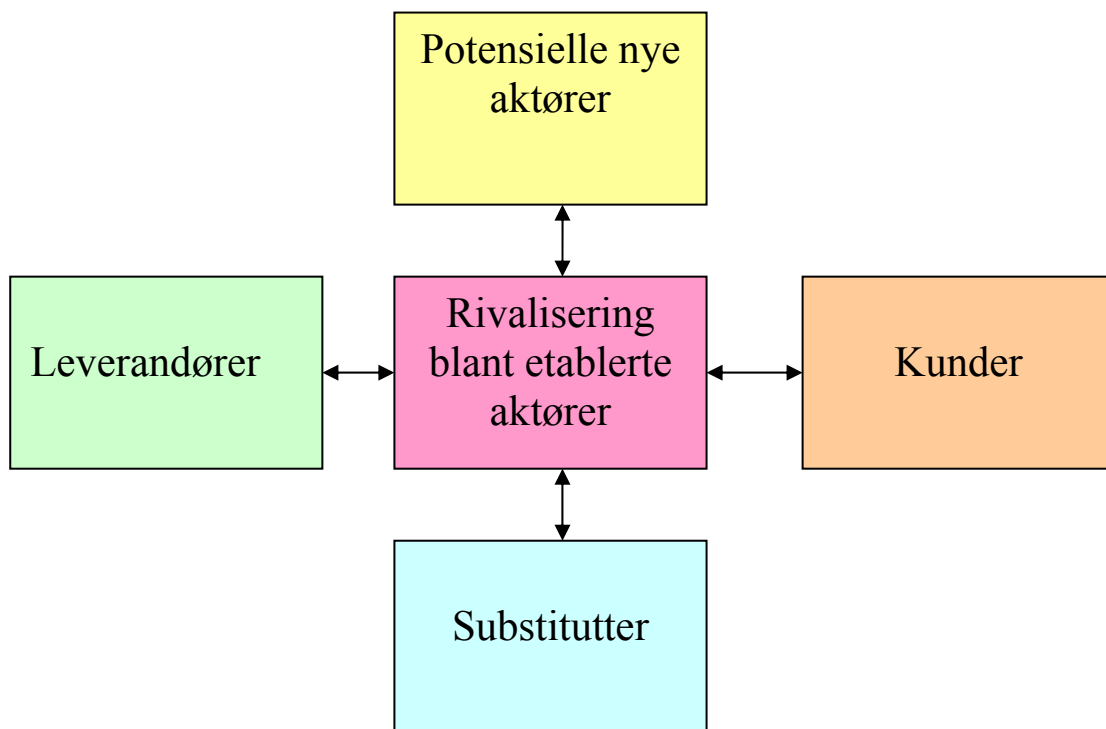 Potensielle nye
aktører
Leverandører
Rivalisering
blant etablerte
aktører
Kunder
Substitutter